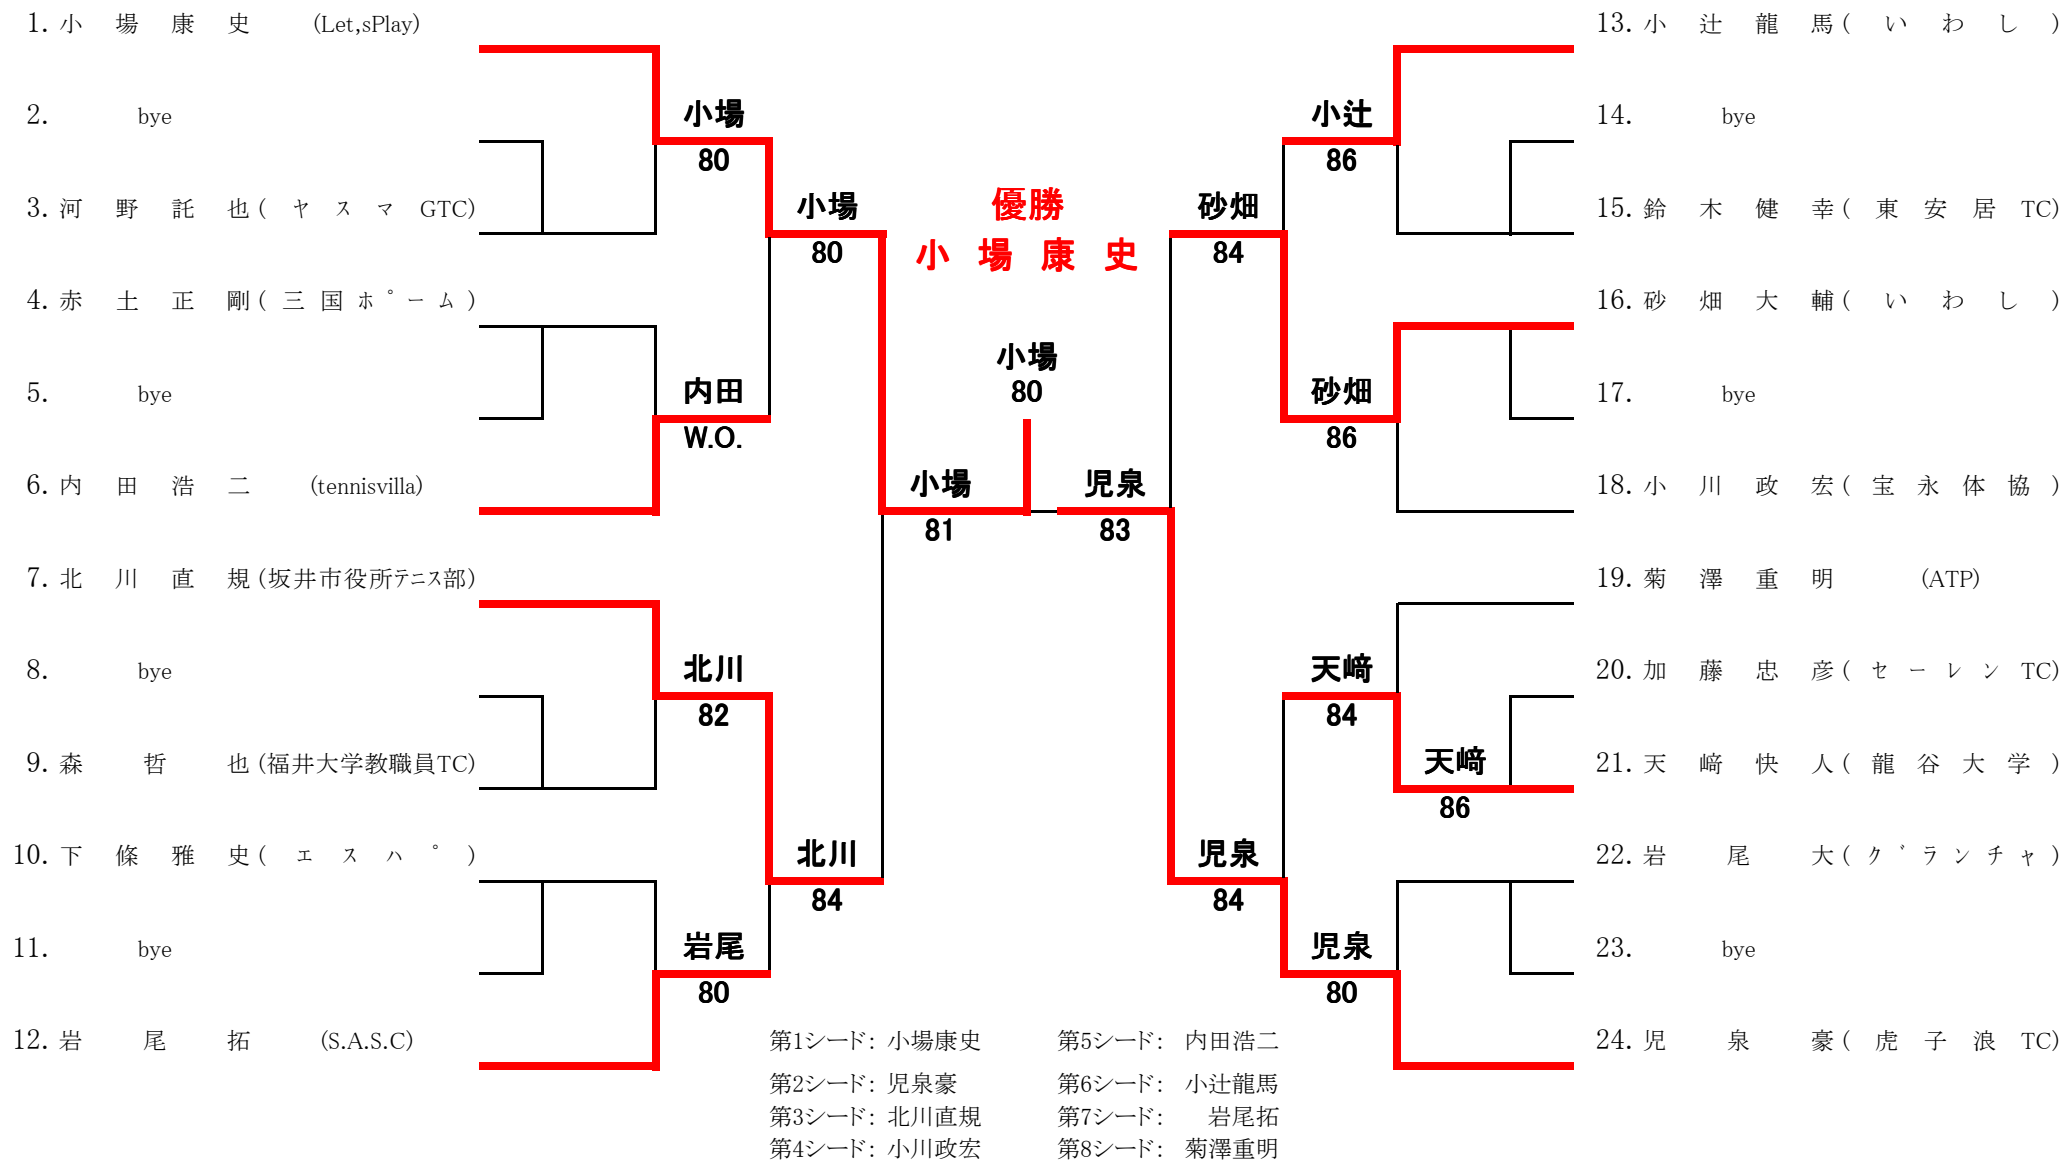 1. 小場康史 (Let,sPlay)
2. bye
3. 河野託也(ヤスマGTC)
4. 赤土正剛(三国ホ゜ーム)
5. bye
6. 内田浩二 (tennisvilla)
7. 北川直規(坂井市役所テニス部)
8. bye
9. 森哲也(福井大学教職員TC)
10. 下條雅史(エスハ゜)
11. bye
12. 岩尾拓 (S.A.S.C)
小場
80
内田
W.O.
北川
82
岩尾
80
小場
80
北川
84
小場
81
優勝
小場康史
小場
80
児泉
83
砂畑
84
児泉
84
小辻
86
砂畑
86
天﨑
84
児泉
80
天﨑
86
13. 小辻龍馬(いわし)
14. bye
15. 鈴木健幸(東安居TC)
16. 砂畑大輔(いわし)
17. bye
18. 小川政宏(宝永体協)
19. 菊澤重明 (ATP)
20. 加藤忠彦(セーレンTC)
21. 天﨑快人(龍谷大学)
22. 岩尾大(ク゛ランチャ)
23. bye
24. 児泉豪(虎子浪TC)
第1シード: 小場康史 第5シード: 内田浩二
第2シード: 児泉豪 第6シード: 小辻龍馬
第3シード: 北川直規 第7シード: 岩尾拓
第4シード: 小川政宏 第8シード: 菊澤重明